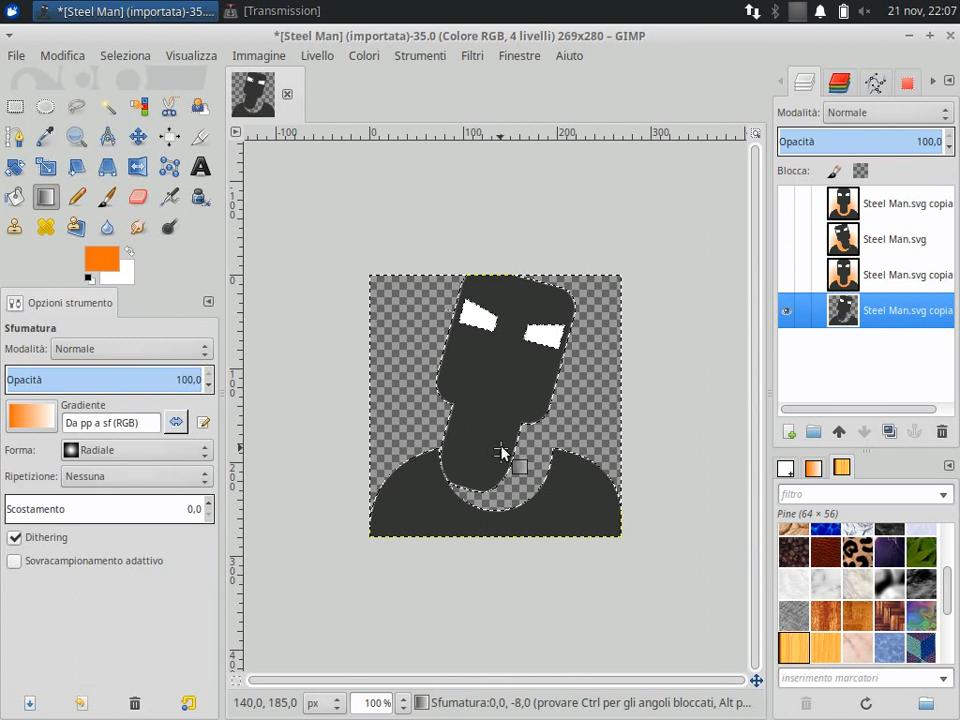 *[Steel Man] (importata)-35....
[Transmission]
21 nov, 22:07
*[Steel Man] (importata)-35.0 (Colore RGB, 4 livelli) 269x280 – GIMP
File Modifica Seleziona Visualizza Immagine Livello Colori Strumenti Filtri Finestre Aiuto
-100 0 100 200 300
Modalità: Normale
Opacità 100,0
Blocca:
Steel Man.svg copia
Steel Man.svg
Steel Man.svg copia
Steel Man.svg copia
Opzioni strumento
Sfumatura
Modalità: Normale
Opacità 100,0
Gradiente
Da pp a sf (RGB)
Forma: Radiale
Ripetizione: Nessuna
Scostamento 0,0
Dithering
Sovracampionamento adattivo
filtro
Pine (64 × 56)
inserimento marcatori
140,0, 185,0 px 100 % Sfumatura:0,0, -8,0 (provare Ctrl per gli angoli bloccati, Alt p...